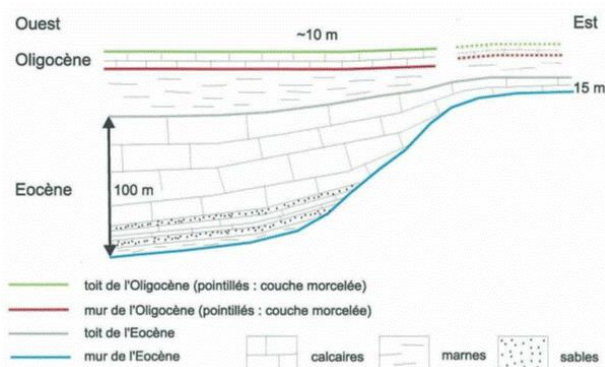 Ouest
Est
~10 m
Oligocène
15 m
100 m
Eocène
toit de l'Oligocène (pointillés : couche morcelée)
mur de l'Oligocène (pointillés : couche morcelée)
toit de l'Eocène
mur de l'Eocène
calcaires
marnes
sables